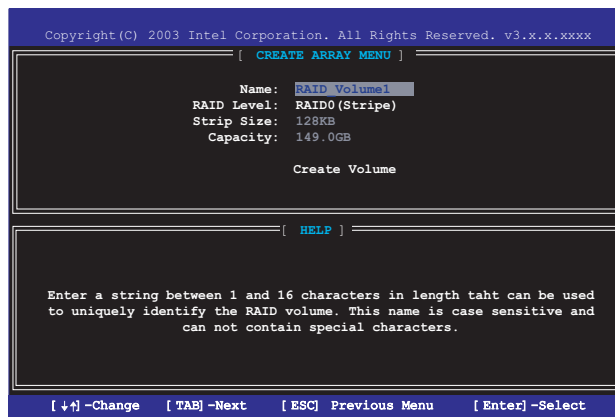 Copyright(C) 2003 Intel Corporation. All Rights Reserved. v3.x.x.xxxx
[ CREATE ARRAY MENU ]
Name: RAID_Volume1
RAID Level: RAID0(Stripe)
Strip Size: 128KB
Capacity: 149.0GB
Create Volume
[ HELP ]
Enter a string between 1 and 16 characters in length taht can be used
to uniquely identify the RAID volume. This name is case sensitive and
can not contain special characters.
[↓↑]-Change [TAB]-Next [ESC] Previous Menu [Enter]-Select